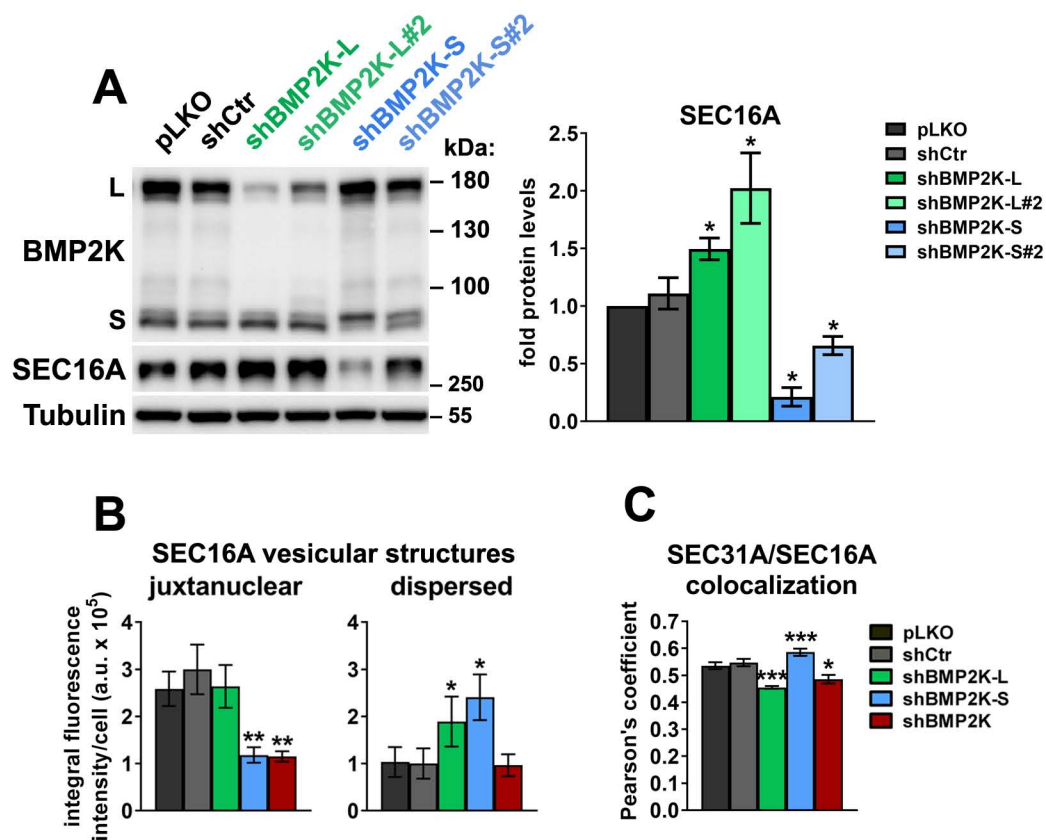 A
pLKO
shCtr
shBMP2K-L
shBMP2K-L#2
shBMP2K-S
shBMP2K-S#2
kDa:
L
BMP2K
S
SEC16A
Tubulin
180
130
100
250
55
SEC16A
fold protein levels
2.5
2.0
1.5
1.0
0.5
0.0
*
*
*
*
pLKO
shCtr
shBMP2K-L
shBMP2K-L#2
shBMP2K-S
shBMP2K-S#2
B
SEC16A vesicular structures
juxtanuclear
dispersed
integral fluorescence
intensity/cell (a.u. x 10⁵)
4
3
2
1
0
**
**
4
3
2
1
0
*
*
C
SEC31A/SEC16A
colocalization
Pearson's coefficient
0.7
0.6
0.5
0.4
0.3
0.2
0.1
0.0
***
***
*
pLKO
shCtr
shBMP2K-L
shBMP2K-S
shBMP2K